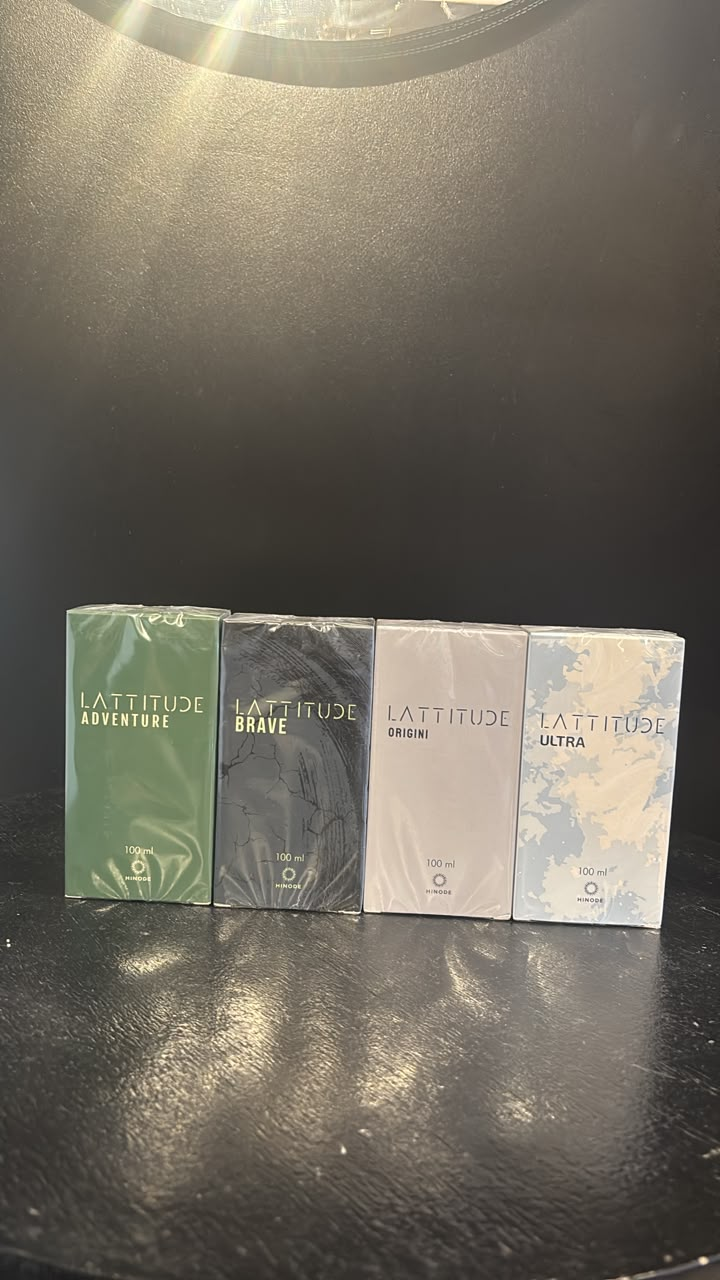 LATTITUDE
ADVENTURE
100 ml
HINODE
LATTITUDE
BRAVE
100 ml
HINODE
LATTITUDE
ORIGINI
100 ml
HINODE
LATTITUDE
ULTRA
100 ml
HINODE